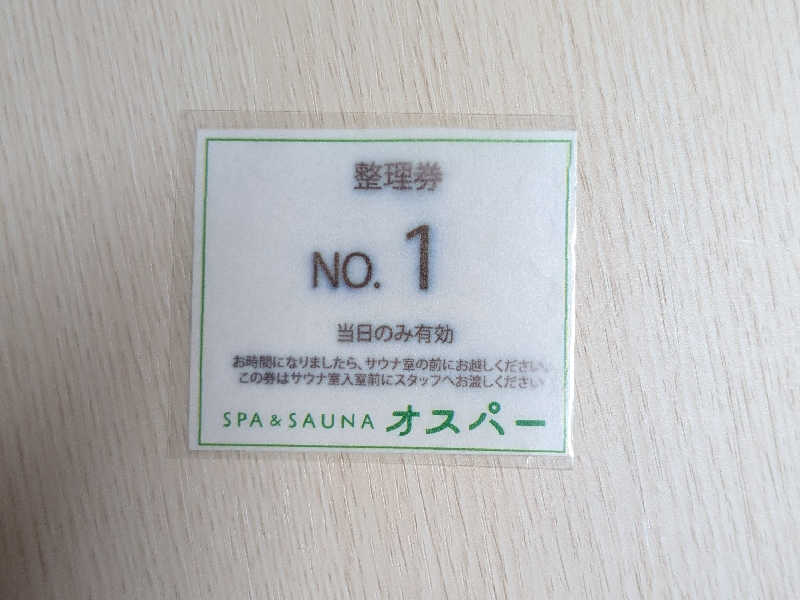 整理券
NO. 1
当日のみ有効
お時間になりましたら、サウナ室の前にお越しください。
この券はサウナ室入室前にスタッフへお渡しください
SPA & SAUNA オスパー